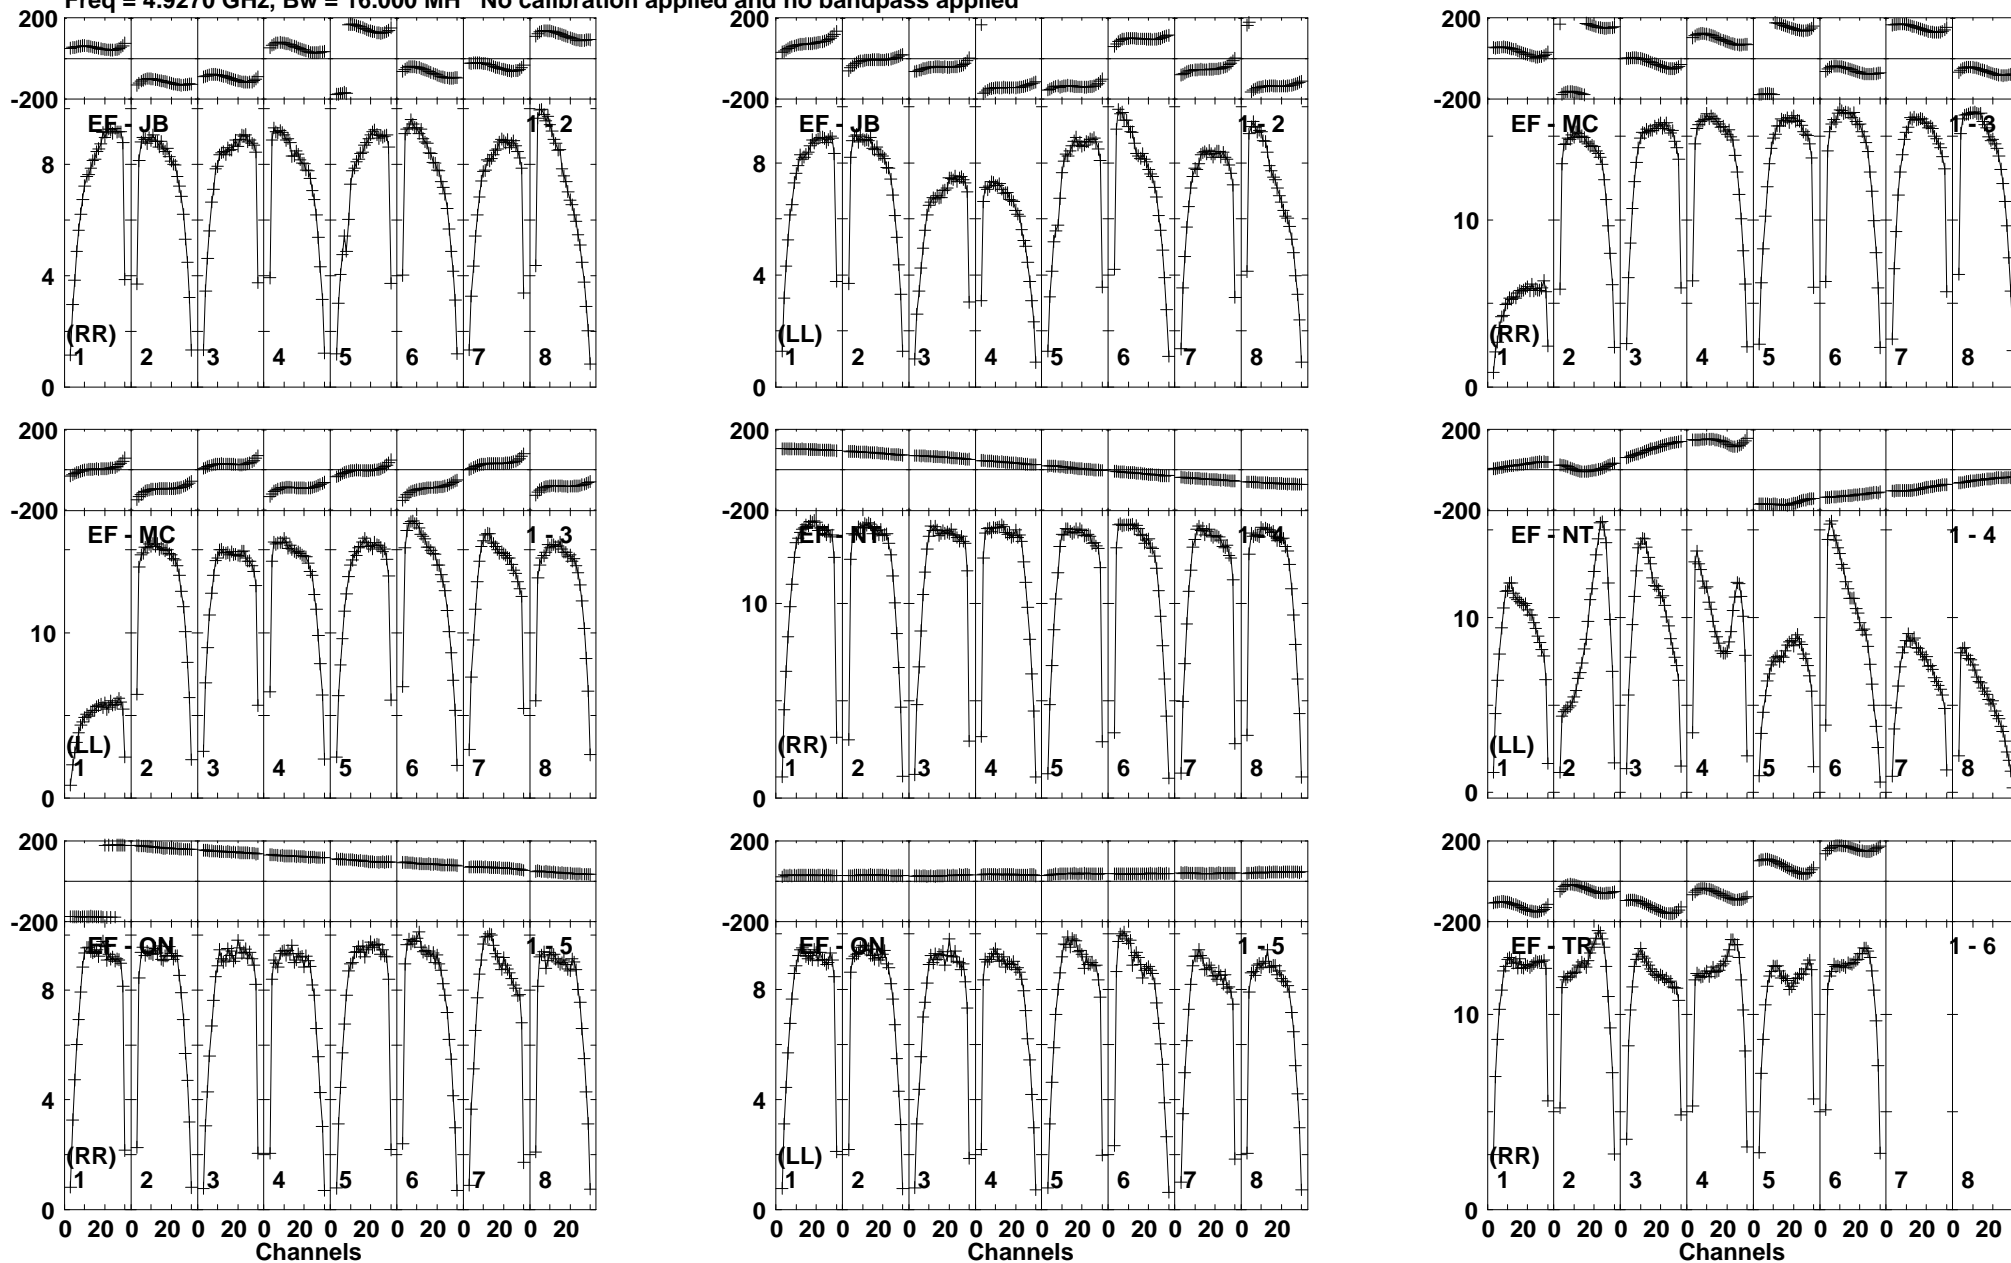 Freq = 4.9270 GHz, Bw = 16.000 MH   No calibration applied and no bandpass applied
200 200 200
-200 -200 -200
EF - JB 1 - 2 EF - JB 1 - 2 EF - MC 1 - 3
8 8
10
4 4
(RR) (LL) (RR)
1 2 3 4 5 6 7 8 1 2 3 4 5 6 7 8 1 2 3 4 5 6 7 8
0 0 0
200 200 200
-200 -200 -200
EF - MC 1 - 3 EF - NT 1 - 4 EF - NT 1 - 4
10 10 10
(LL) (RR) (LL)
1 2 3 4 5 6 7 8 1 2 3 4 5 6 7 8 1 2 3 4 5 6 7 8
0 0 0
200 200 200
-200 -200 -200
EF - ON 1 - 5 EF - ON 1 - 5 EF - TR 1 - 6
8 8 10
4 4
(RR) (LL) (RR)
1 2 3 4 5 6 7 8 1 2 3 4 5 6 7 8 1 2 3 4 5 6 7 8
0 0 0
0 20 0 20 0 20 0 20 0 20 0 20 0 20 0 20 0 20 0 20 0 20 0 20 0 20 0 20 0 20 0 20 0 20 0 20 0 20 0 20 0 20 0 20 0 20 0 20
Channels Channels Channels